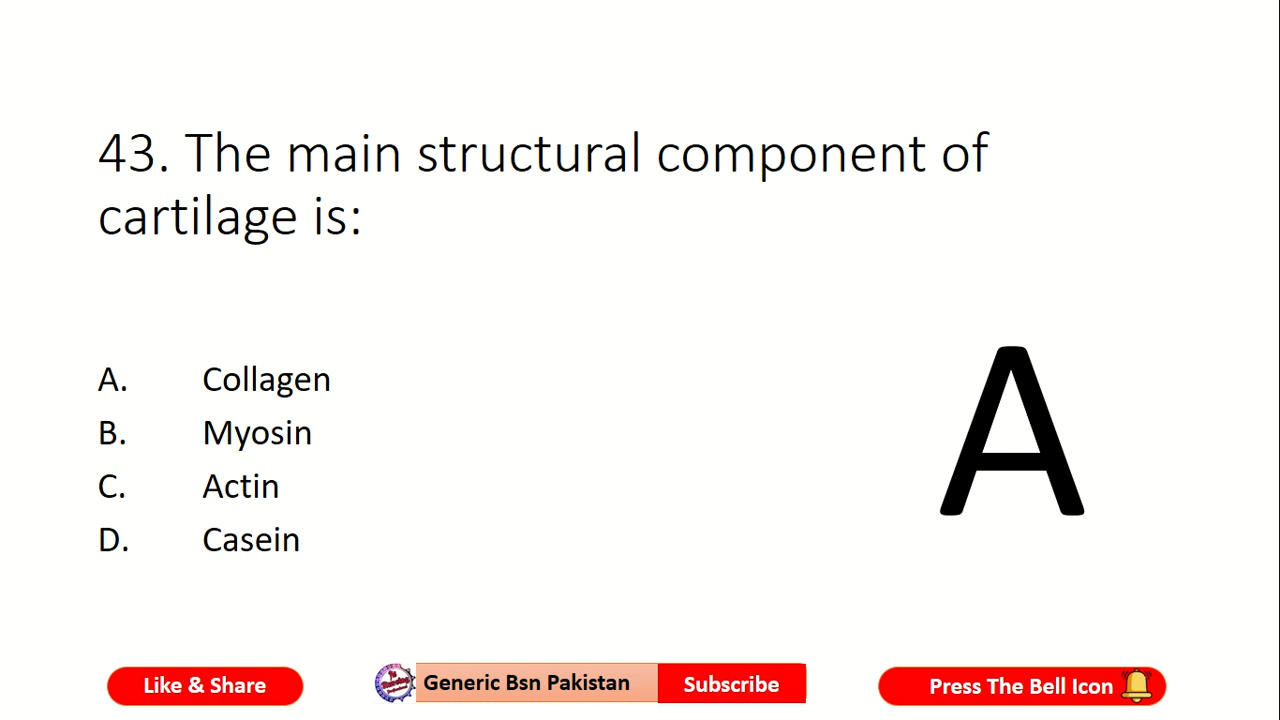 43. The main structural component of
cartilage is:
A. Collagen
B. Myosin
C. Actin
D. Casein
A
Like & Share
Generic Bsn Pakistan
Subscribe
Press The Bell Icon